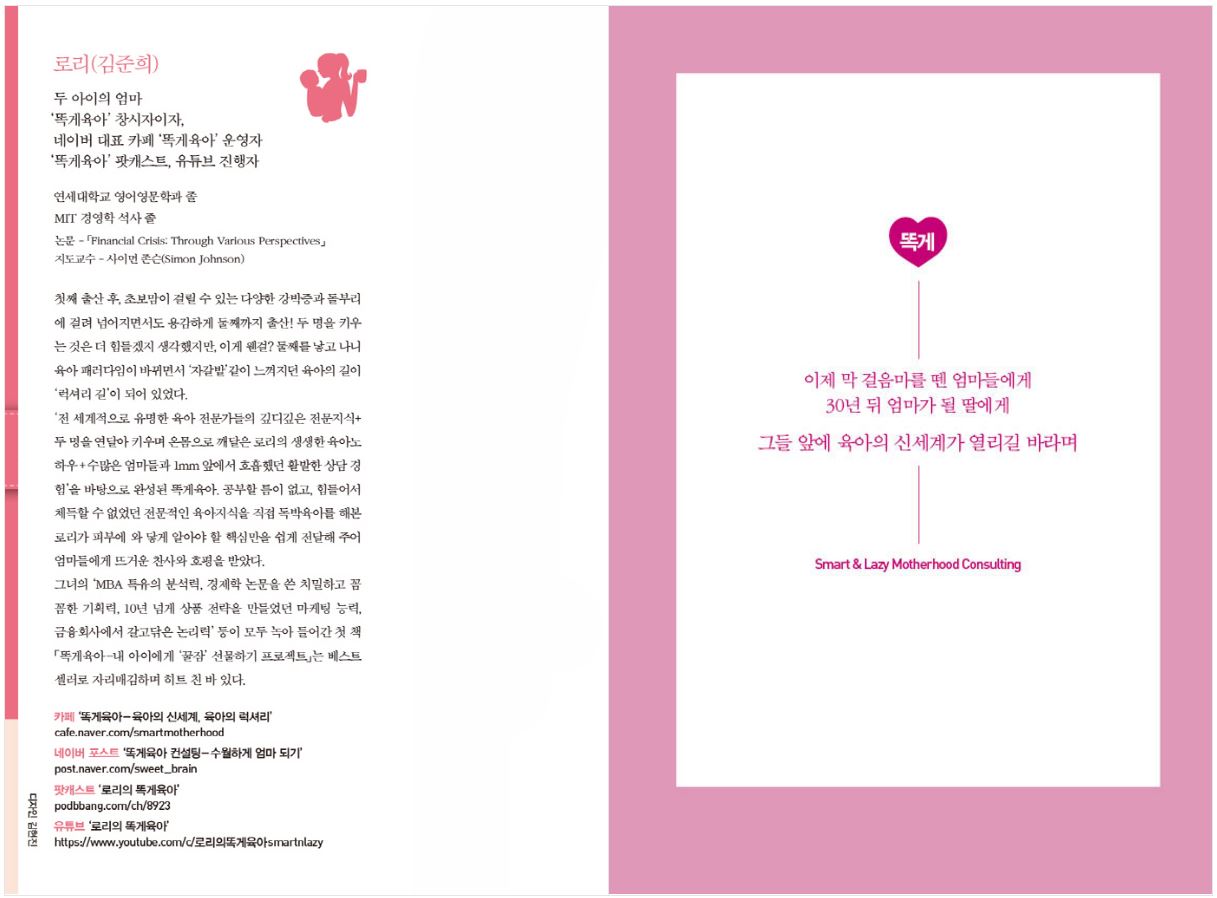 로리(김준희)
두 아이의 엄마
‘똑게육아’ 창시자이자,
네이버 대표 카페 ‘똑게육아’ 운영자
‘똑게육아’ 팟캐스트, 유튜브 진행자
연세대학교 영어영문학과 졸
MIT 경영학 석사 졸
논문 – 「Financial Crisis: Through Various Perspectives」
지도교수 – 사이먼 존슨(Simon Johnson)
첫째 출산 후, 초보맘이 걸릴 수 있는 다양한 강박증과 돌부리
에 걸려 넘어지면서도 용감하게 둘째까지 출산! 두 명을 키우
는 것은 더 힘들겠지 생각했지만, 이게 웬걸? 둘째를 낳고 나니
육아 패러다임이 바뀌면서 ‘자갈밭’같이 느껴지던 육아의 길이
‘럭셔리 길’이 되어 있었다.
‘전 세계적으로 유명한 육아 전문가들의 깊디깊은 전문지식+
두 명을 연달아 키우며 온몸으로 깨달은 로리의 생생한 육아노
하우+수많은 엄마들과 1mm 앞에서 호흡했던 활발한 상담 경
험’을 바탕으로 완성된 똑게육아. 공부할 틈이 없고, 힘들어서
체득할 수 없었던 전문적인 육아지식을 직접 독박육아를 해본
로리가 피부에 와 닿게 알아야 할 핵심만을 쉽게 전달해 주어
엄마들에게 뜨거운 찬사와 호평을 받았다.
그녀의 ‘MBA 특유의 분석력, 경제학 논문을 쓴 치밀하고 꼼
꼼한 기획력, 10년 넘게 상품 전략을 만들었던 마케팅 능력,
금융회사에서 갈고닦은 논리력’ 등이 모두 녹아 들어간 첫 책
『똑게육아–내 아이에게 ‘꿀잠’ 선물하기 프로젝트』는 베스트
셀러로 자리매김하며 히트 친 바 있다.
카페 ‘똑게육아–육아의 신세계, 육아의 럭셔리’
cafe.naver.com/smartmotherhood
네이버 포스트 ‘똑게육아 컨설팅–수월하게 엄마 되기’
post.naver.com/sweet_brain
팟캐스트 ‘로리의 똑게육아’
podbbang.com/ch/8923
유튜브 ‘로리의 똑게육아’
https://www.youtube.com/c/로리의똑게육아smartnlazy
디자인 김현진
똑게
이제 막 걸음마를 뗀 엄마들에게
30년 뒤 엄마가 될 딸에게
그들 앞에 육아의 신세계가 열리길 바라며
Smart & Lazy Motherhood Consulting